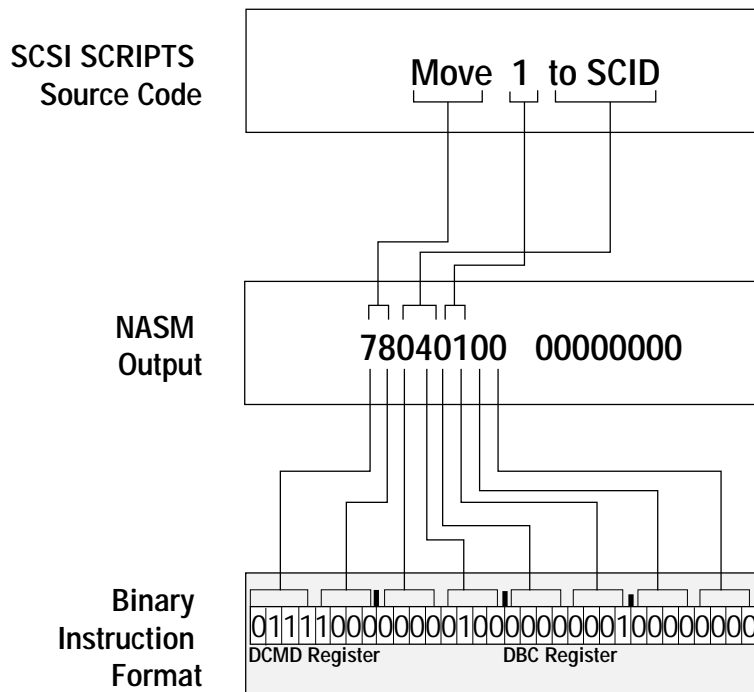 SCSI SCRIPTS
Source Code
Move 1 to SCID
NASM
Output
78040100 00000000
Binary
Instruction
Format
01111000000001000000000100000000
DCMD Register DBC Register